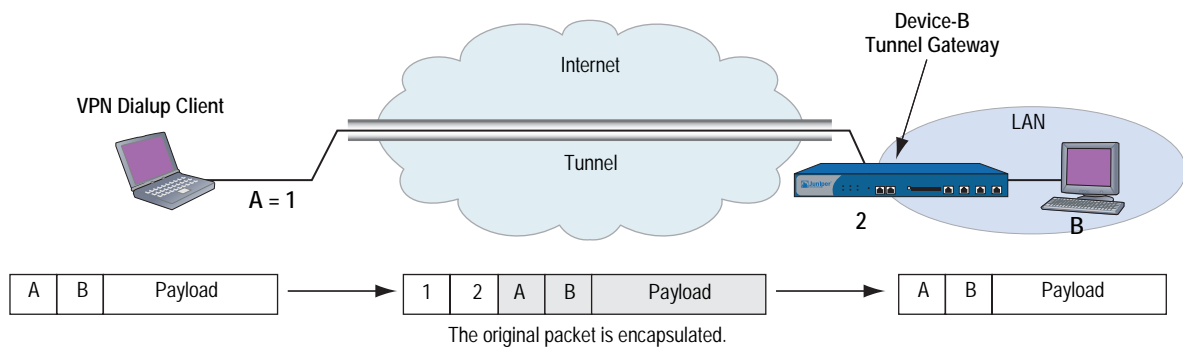 Device-B
Tunnel Gateway
Internet
VPN Dialup Client
LAN
Tunnel
A = 1
Juniper
2
B
A B Payload
1 2 A B Payload
A B Payload
The original packet is encapsulated.